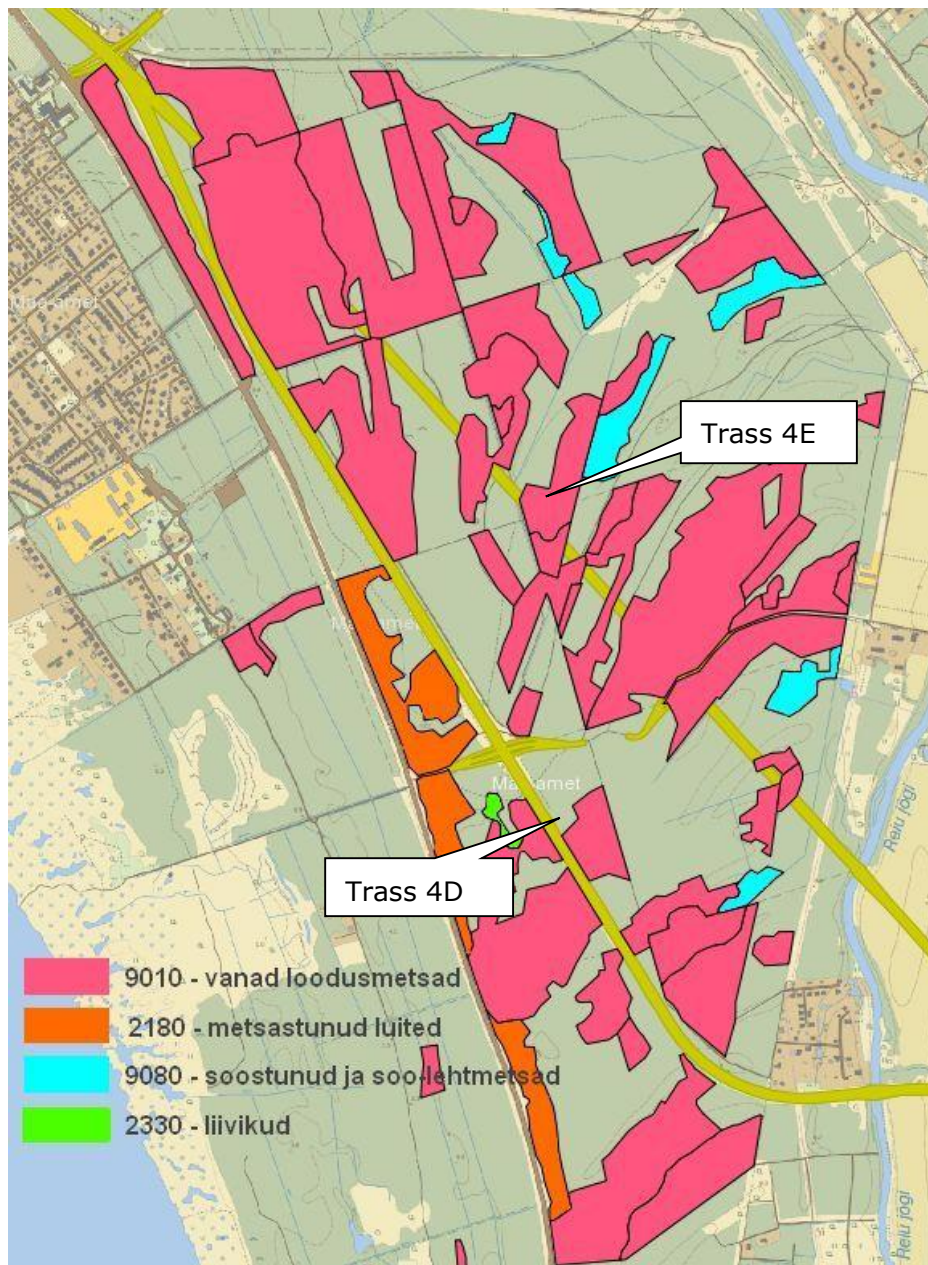 Maa-amet
Trass 4E
Maa-amet
Maa-amet
Reiu jõgi
Trass 4D
9010 - vanad loodusmetsad
2180 - metsastunud luited
9080 - soostunud ja soo-lehtmetsad
2330 - liivikud
Reiu jõgi